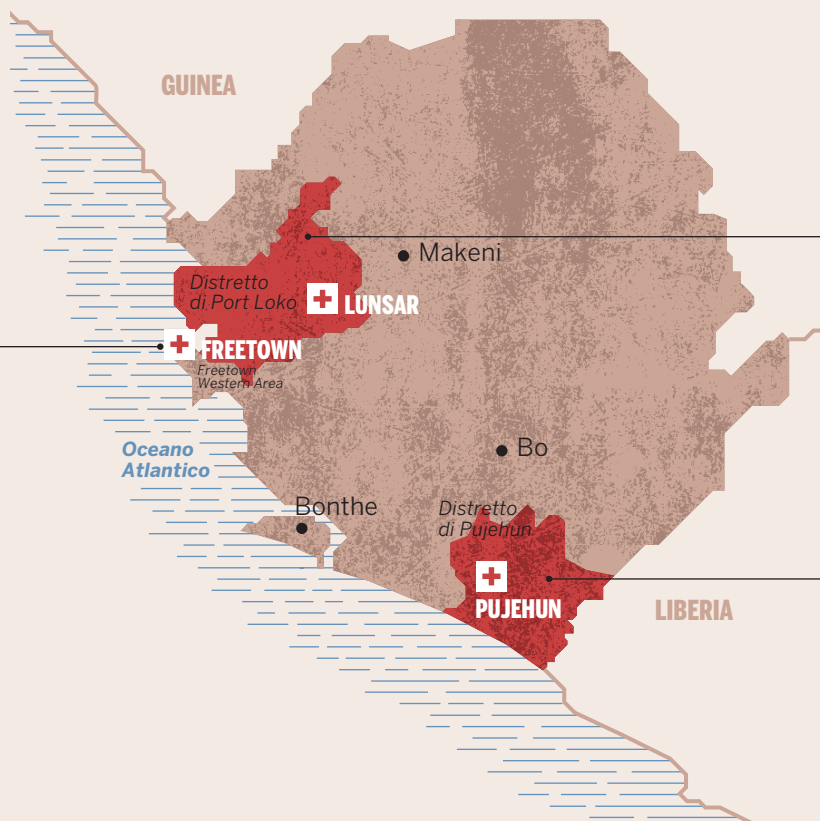 GUINEA
Makeni
Distretto
di Port Loko
LUNSAR
FREETOWN
Freetown
Western Area
Oceano
Atlantico
Bo
Bonthe
Distretto
di Pujehun
PUJEHUN
LIBERIA